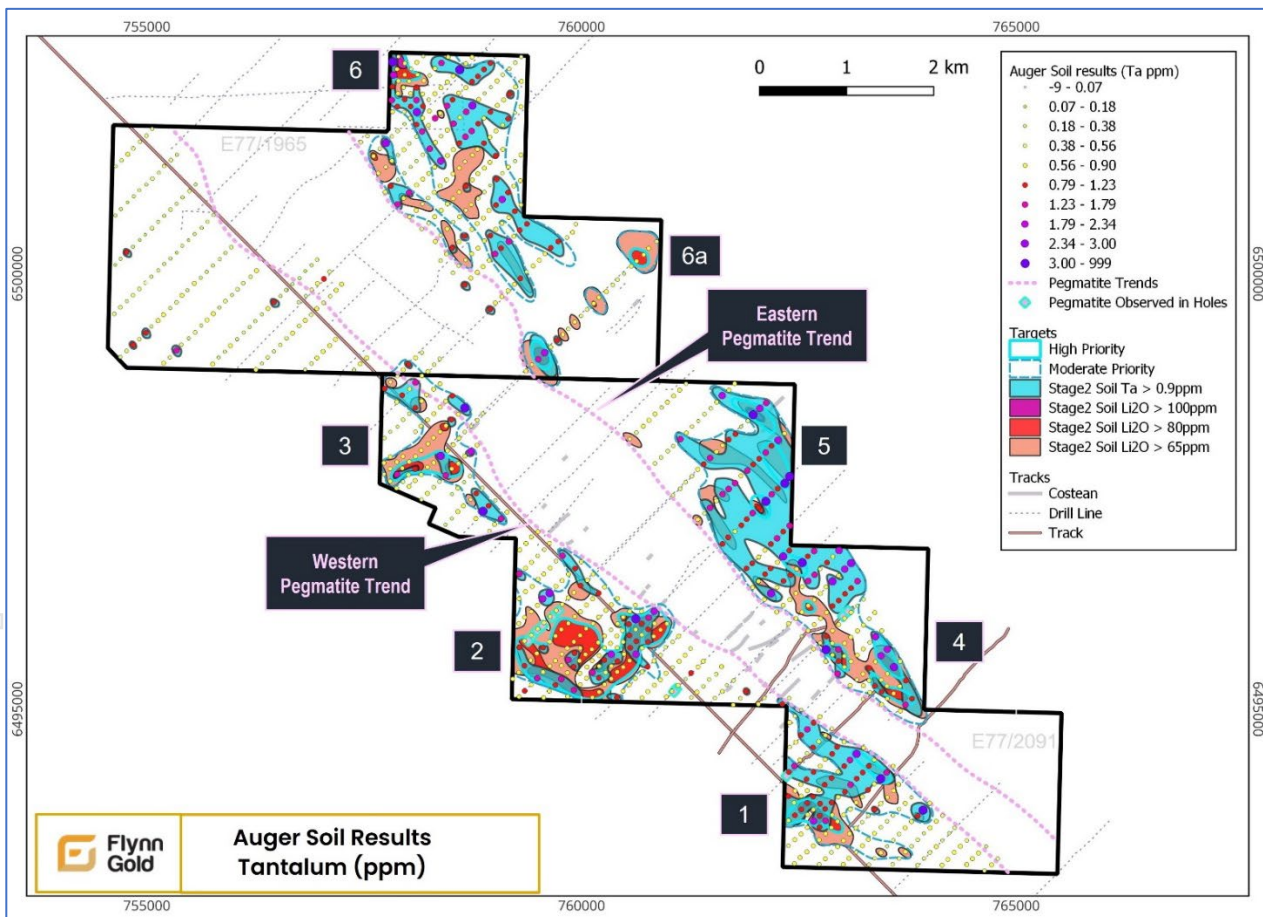 755000
760000
765000
6
0 1 2 km
E77/1965
6a
Eastern
Pegmatite Trend
3
5
Western
Pegmatite Trend
2
4
E77/2091
1
6500000
6495000
6500000
6495000
Auger Soil results (Ta ppm)
-9 - 0.07
0.07 - 0.18
0.18 - 0.38
0.38 - 0.56
0.56 - 0.90
0.79 - 1.23
1.23 - 1.79
1.79 - 2.34
2.34 - 3.00
3.00 - 999
Pegmatite Trends
Pegmatite Observed in Holes
Targets
High Priority
Moderate Priority
Stage2 Soil Ta > 0.9ppm
Stage2 Soil Li2O > 100ppm
Stage2 Soil Li2O > 80ppm
Stage2 Soil Li2O > 65ppm
Tracks
Costean
Drill Line
Track
Flynn
Gold
Auger Soil Results
Tantalum (ppm)
755000
760000
765000